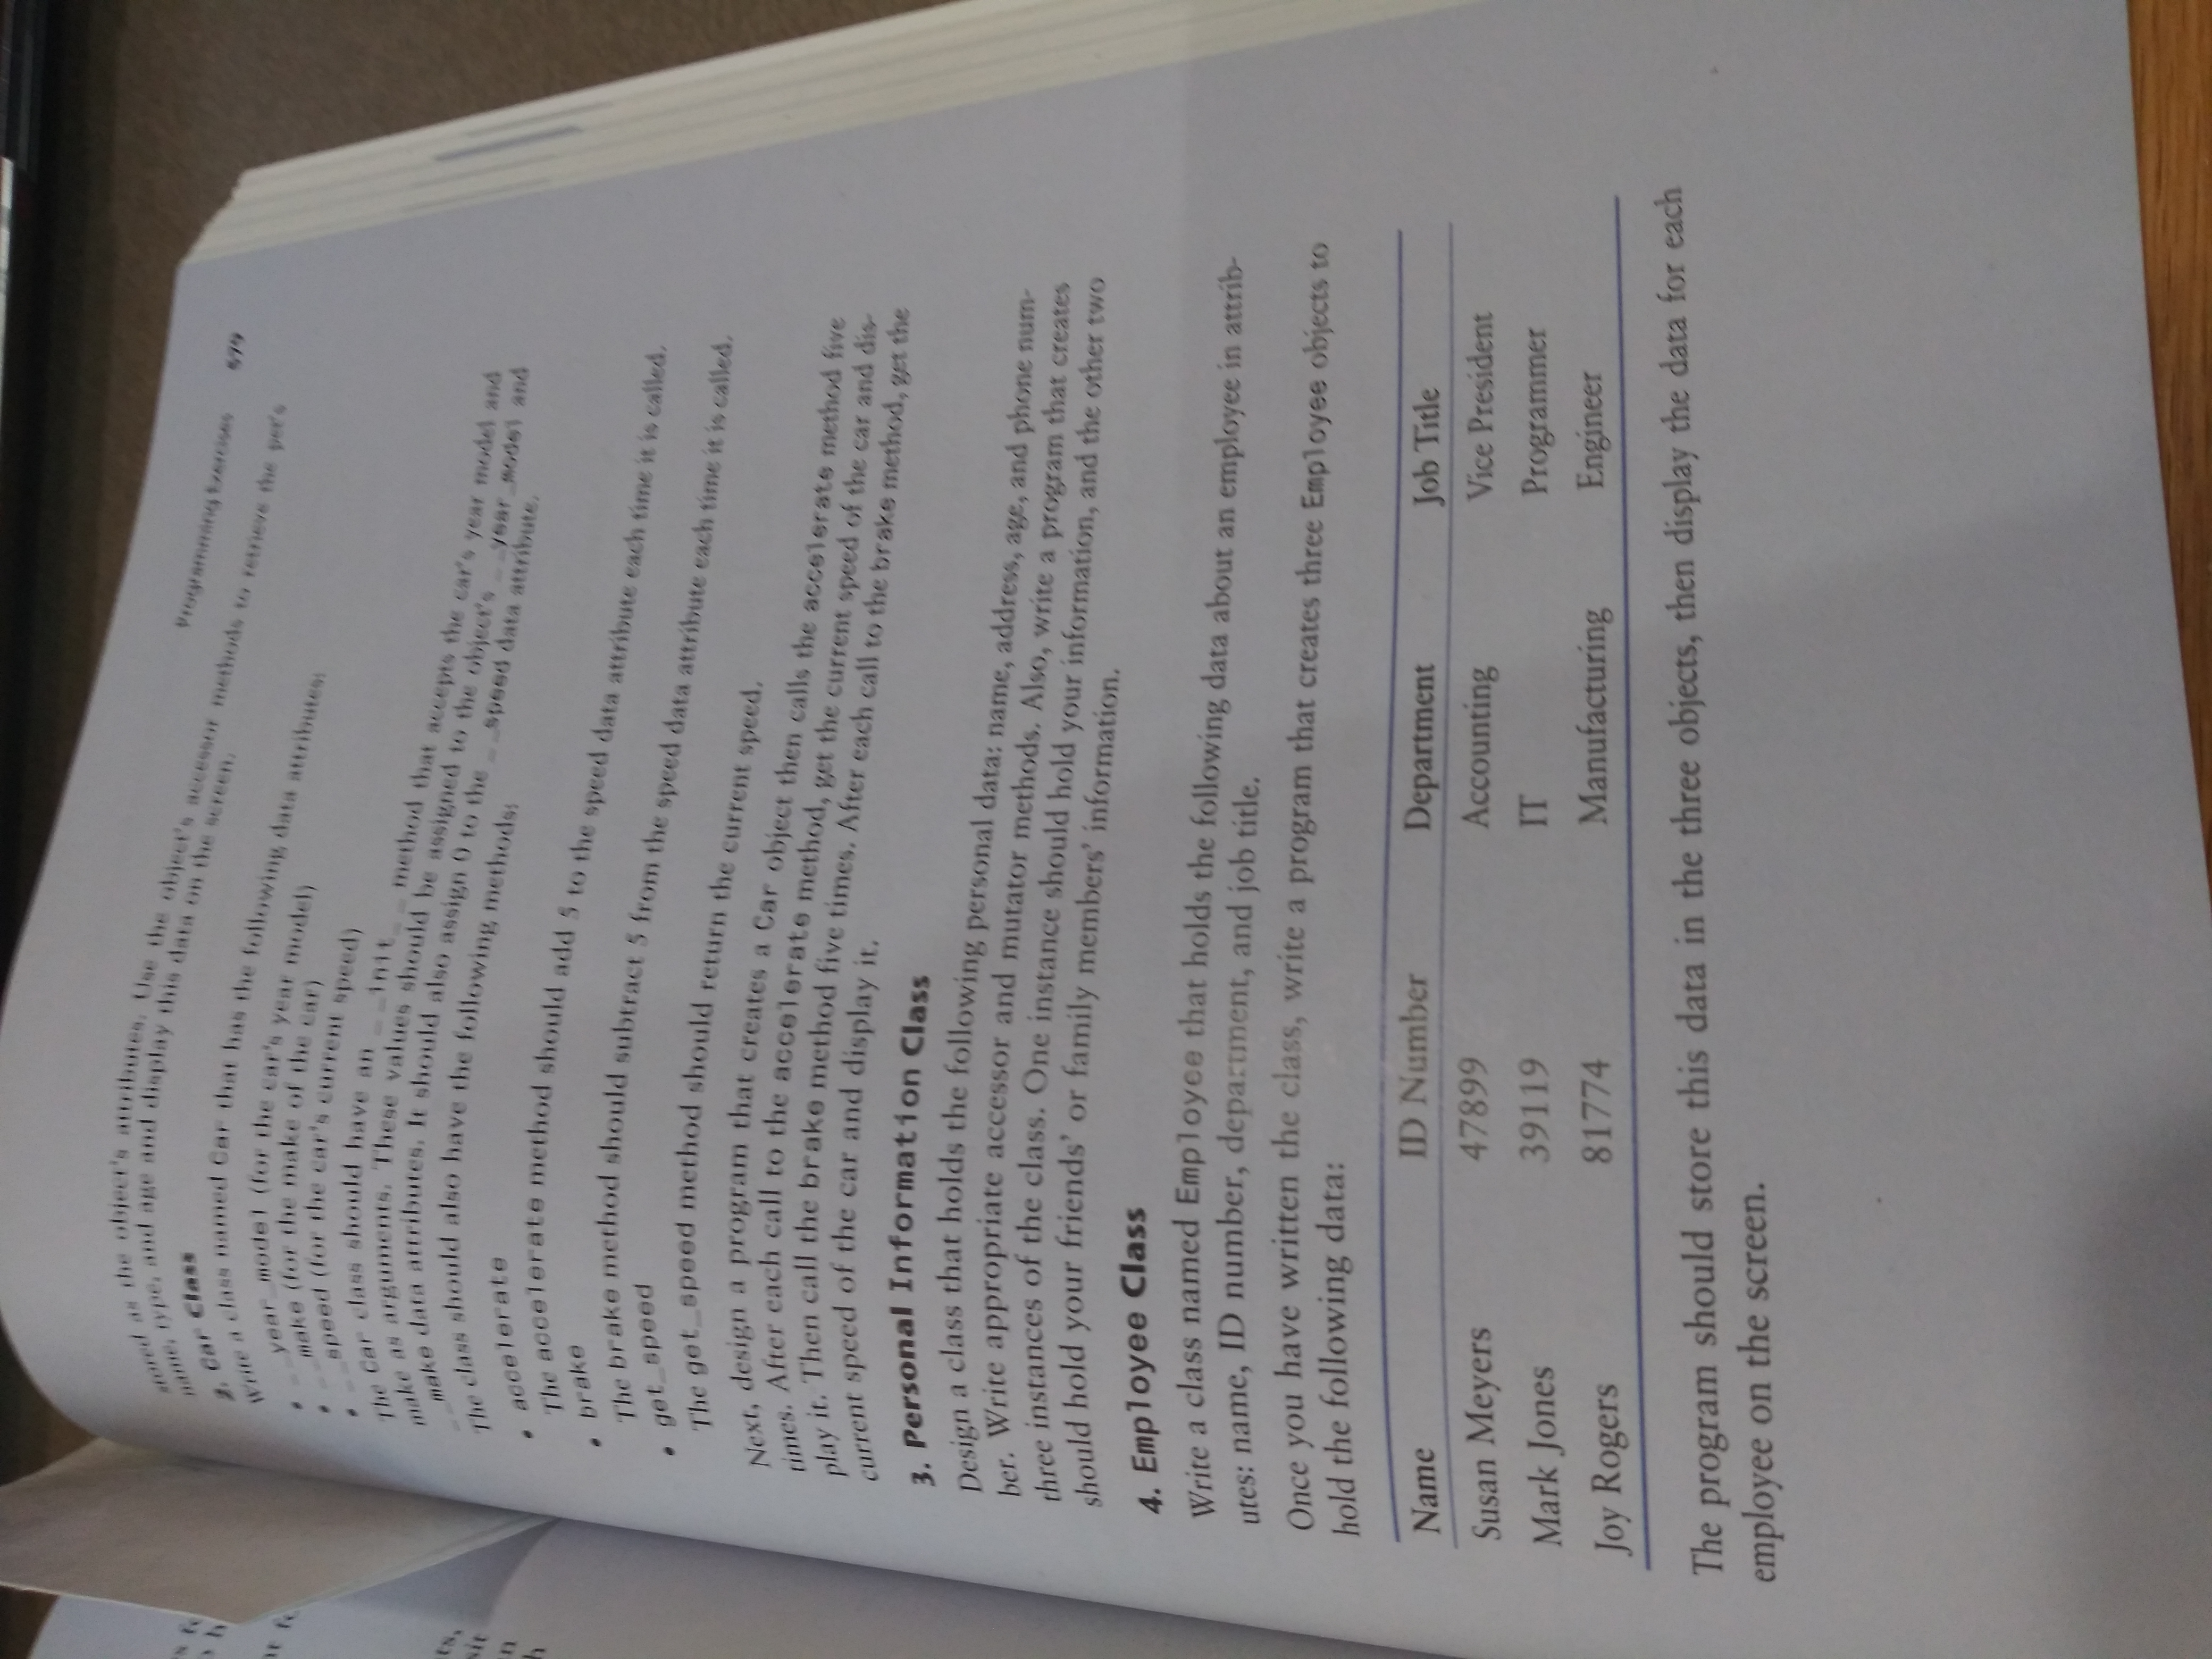 Programming Exercises 579
stored as the object's attributes. Use the object's accessor methods to retrieve the pet's
name, type, and age and display this data on the screen.
2. Car Class
Write a class named Car that has the following data attributes:
• __year_model (for the car's year model)
• __make (for the make of the car)
• __speed (for the car's current speed)
The Car class should have an __init__ method that accepts the car's year model and
make as arguments. These values should be assigned to the object's __year_model and
__make data attributes. It should also assign 0 to the __speed data attribute.
The class should also have the following methods:
• accelerate
The accelerate method should add 5 to the speed data attribute each time it is called.
• brake
The brake method should subtract 5 from the speed data attribute each time it is called.
• get_speed
The get_speed method should return the current speed.
Next, design a program that creates a Car object then calls the accelerate method five
times. After each call to the accelerate method, get the current speed of the car and dis-
play it. Then call the brake method five times. After each call to the brake method, get the
current speed of the car and display it.
3. Personal Information Class
Design a class that holds the following personal data: name, address, age, and phone num-
ber. Write appropriate accessor and mutator methods. Also, write a program that creates
three instances of the class. One instance should hold your information, and the other two
should hold your friends' or family members' information.
4. Employee Class
Write a class named Employee that holds the following data about an employee in attrib-
utes: name, ID number, department, and job title.
Once you have written the class, write a program that creates three Employee objects to
hold the following data:
Name ID Number Department Job Title
Susan Meyers 47899 Accounting Vice President
Mark Jones 39119 IT Programmer
Joy Rogers 81774 Manufacturing Engineer
The program should store this data in the three objects, then display the data for each
employee on the screen.